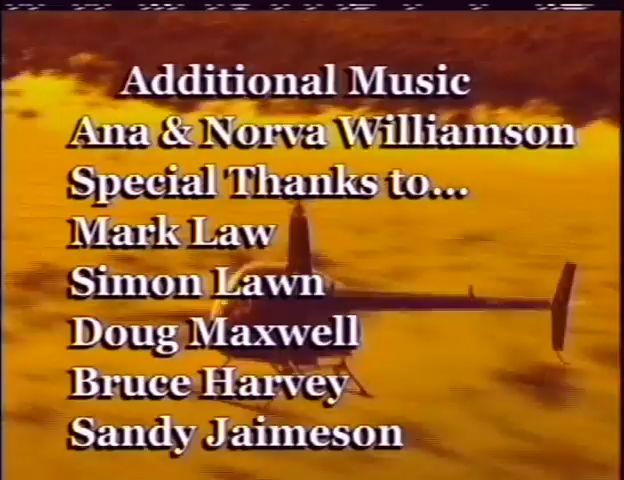 Additional Music
Ana & Norva Williamson
Special Thanks to...
Mark Law
Simon Lawn
Doug Maxwell
Bruce Harvey
Sandy Jaimeson